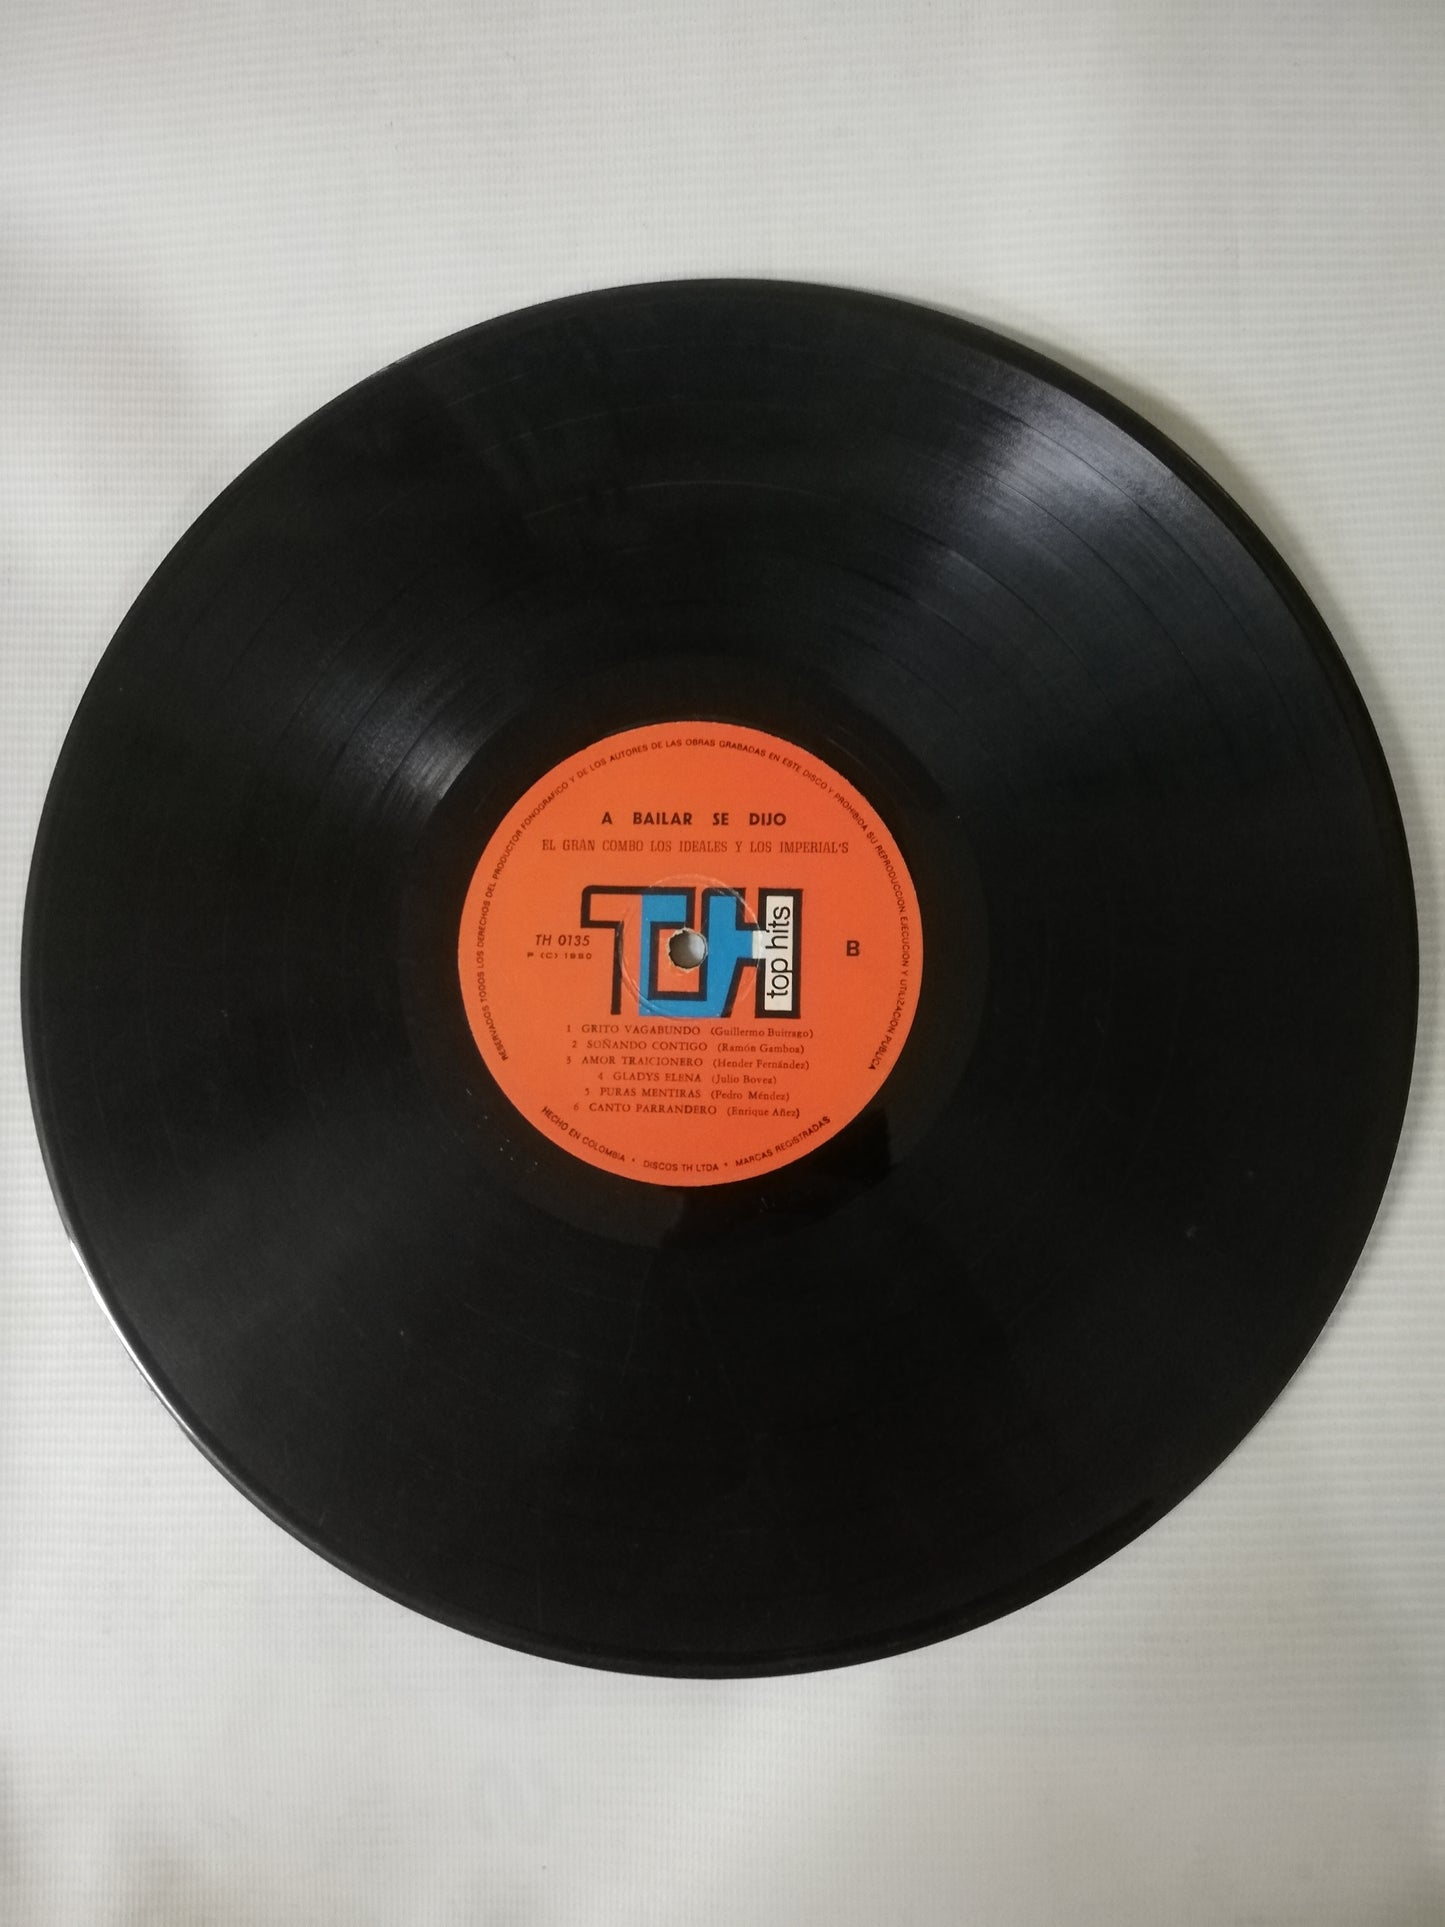 RESERVADOS TODOS LOS DERECHOS DEL PRODUCTOR FONOGRAFICO Y DE LOS AUTORES DE LAS OBRAS GRABADAS EN ESTE DISCO Y PROHIBIDA SU REPRODUCCION, EJECUCION Y UTILIZACION PUBLICA
A BAILAR SE DIJO
EL GRAN COMBO LOS IDEALES Y LOS IMPERIAL'S
TH
top hits
TH 0135
P (C) 1980
B
1 GRITO VAGABUNDO (Guillermo Buitrago)
2 SOÑANDO CONTIGO (Ramón Gamboa)
3 AMOR TRAICIONERO (Hender Fernández)
4 GLADYS ELENA (Julio Bovea)
5 PURAS MENTIRAS (Pedro Méndez)
6 CANTO PARRANDERO (Enrique Añez)
HECHO EN COLOMBIA * DISCOS TH LTDA * MARCAS REGISTRADAS